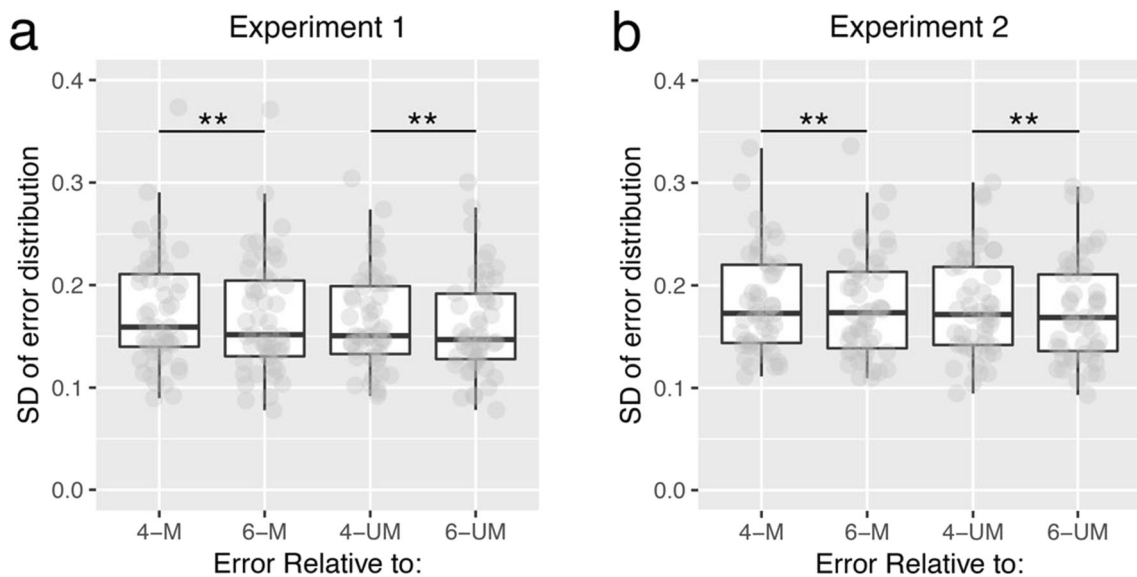 a
Experiment 1
SD of error distribution
0.4
0.3
0.2
0.1
0.0
**
**
4-M
6-M
4-UM
6-UM
Error Relative to:
b
Experiment 2
SD of error distribution
0.4
0.3
0.2
0.1
0.0
**
**
4-M
6-M
4-UM
6-UM
Error Relative to: